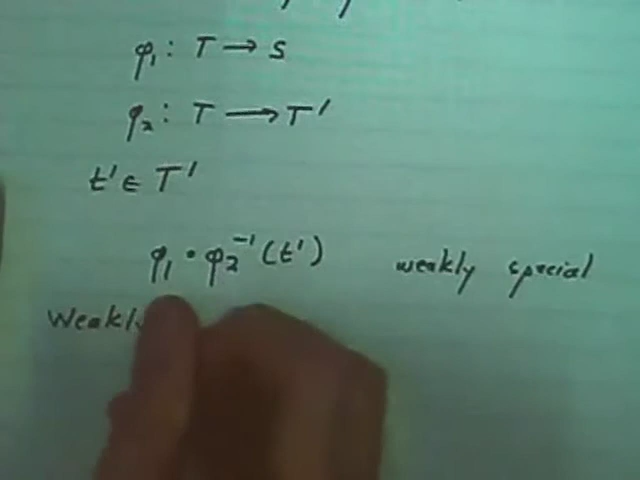 φ₁ : T → S
φ₂ : T → T'
t' ∈ T'
φ₁ ∘ φ₂⁻¹(t') weakly special
Weakly